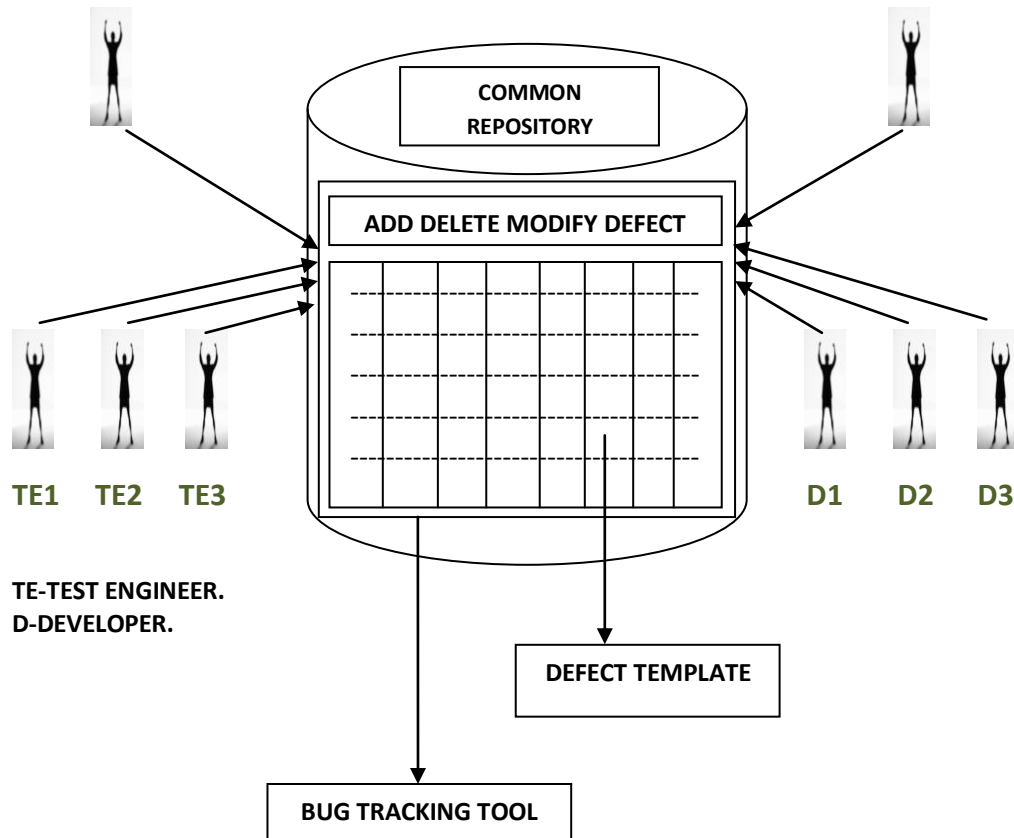 COMMON
REPOSITORY
ADD DELETE MODIFY DEFECT
TE1 TE2 TE3
D1 D2 D3
TE-TEST ENGINEER.
D-DEVELOPER.
DEFECT TEMPLATE
BUG TRACKING TOOL